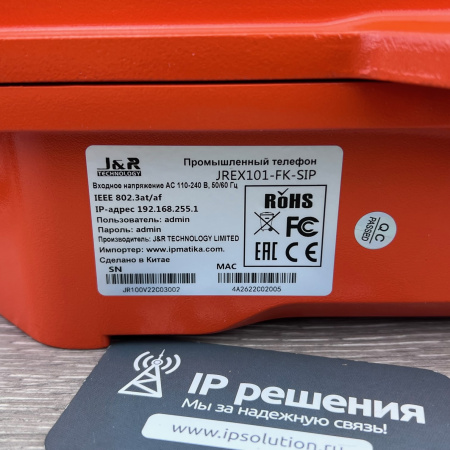 J&R
TECHNOLOGY
Промышленный телефон
JREX101-FK-SIP
Входное напряжение AC 110-240 В, 50/60 Гц
IEEE 802.3at/af
IP-адрес 192.168.255.1
Пользователь: admin
Пароль: admin
Производитель: J&R TECHNOLOGY LIMITED
Импортер: www.ipmatika.com.
Сделано в Китае
RoHS
FC
EAC CE
SN
JR100V22C03002
MAC
4A2622C02005
QC
PASSED
IP решения
Мы за надежную связь!
www.ipsolution.ru